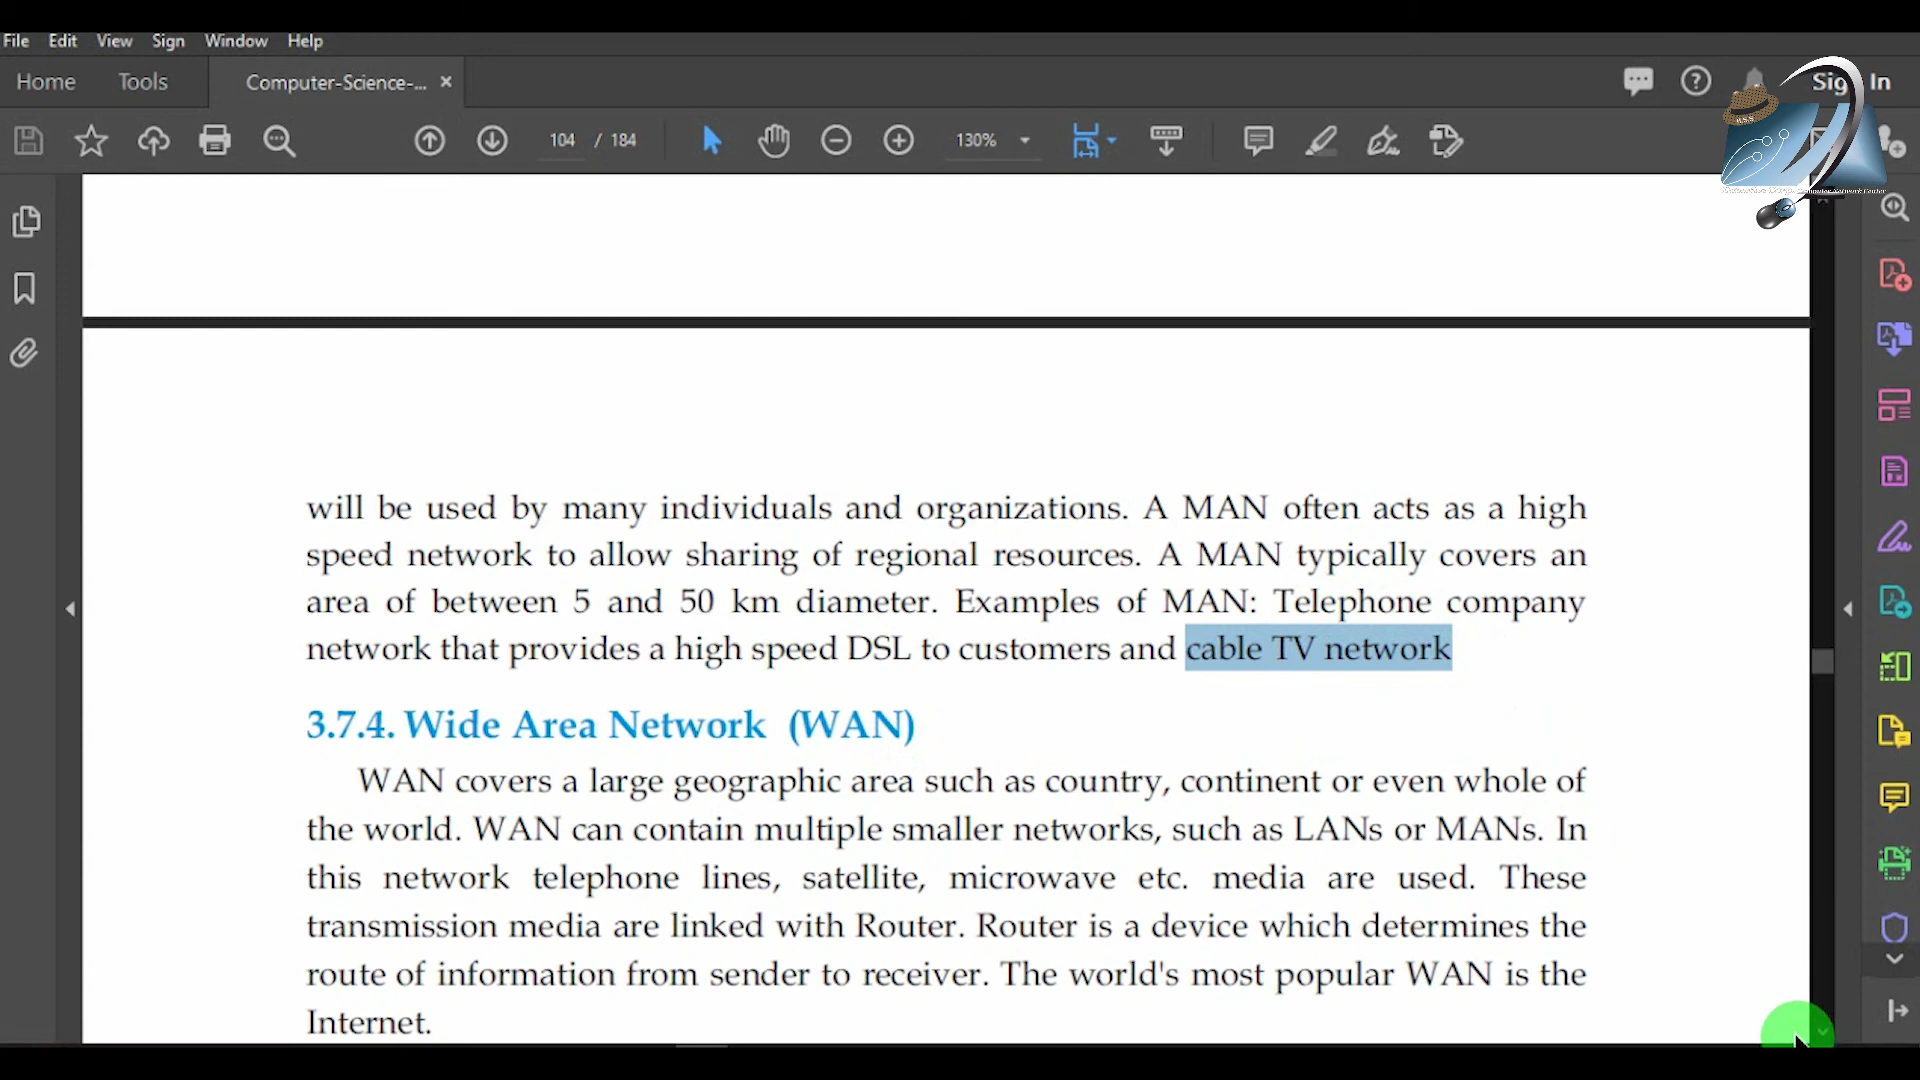 File Edit View Sign Window Help
Home Tools Computer-Science-... × Sign In
104 / 184 130%
H.S.S
will be used by many individuals and organizations. A MAN often acts as a high
speed network to allow sharing of regional resources. A MAN typically covers an
area of between 5 and 50 km diameter. Examples of MAN: Telephone company
network that provides a high speed DSL to customers and cable TV network
3.7.4. Wide Area Network (WAN)
WAN covers a large geographic area such as country, continent or even whole of
the world. WAN can contain multiple smaller networks, such as LANs or MANs. In
this network telephone lines, satellite, microwave etc. media are used. These
transmission media are linked with Router. Router is a device which determines the
route of information from sender to receiver. The world's most popular WAN is the
Internet.